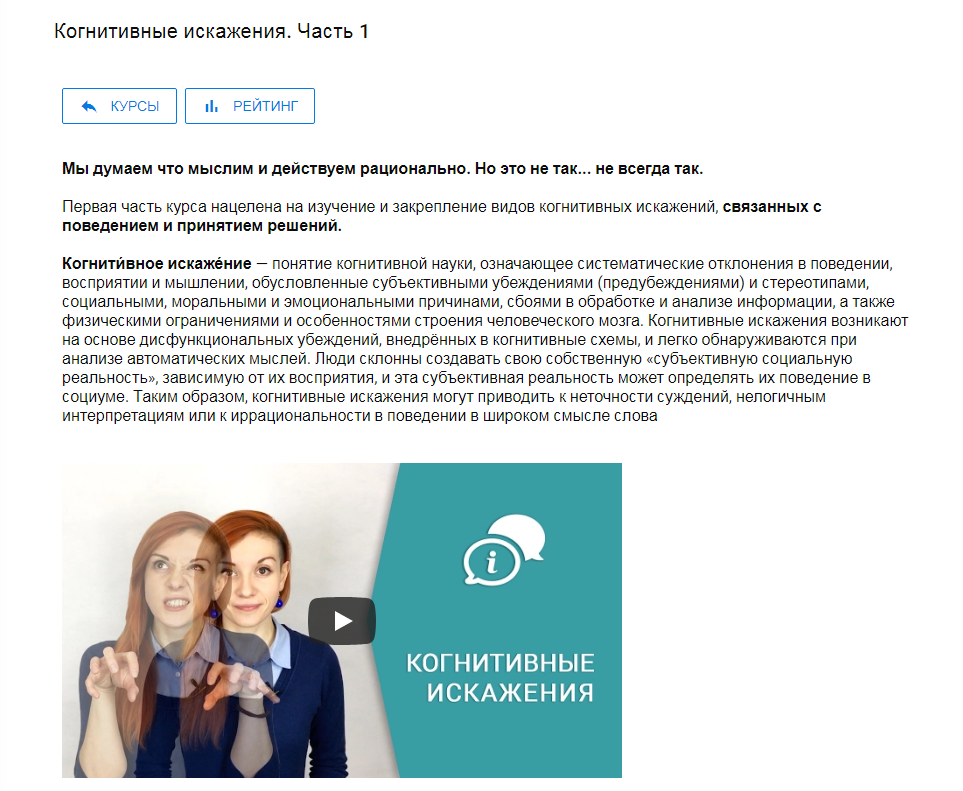 Когнитивные искажения. Часть 1
КУРСЫ
РЕЙТИНГ
Мы думаем что мыслим и действуем рационально. Но это не так... не всегда так.
Первая часть курса нацелена на изучение и закрепление видов когнитивных искажений, связанных с
поведением и принятием решений.
Когнити́вное искаже́ние — понятие когнитивной науки, означающее систематические отклонения в поведении,
восприятии и мышлении, обусловленные субъективными убеждениями (предубеждениями) и стереотипами,
социальными, моральными и эмоциональными причинами, сбоями в обработке и анализе информации, а также
физическими ограничениями и особенностями строения человеческого мозга. Когнитивные искажения возникают
на основе дисфункциональных убеждений, внедрённых в когнитивные схемы, и легко обнаруживаются при
анализе автоматических мыслей. Люди склонны создавать свою собственную «субъективную социальную
реальность», зависимую от их восприятия, и эта субъективная реальность может определять их поведение в
социуме. Таким образом, когнитивные искажения могут приводить к неточности суждений, нелогичным
интерпретациям или к иррациональности в поведении в широком смысле слова
i
КОГНИТИВНЫЕ
ИСКАЖЕНИЯ